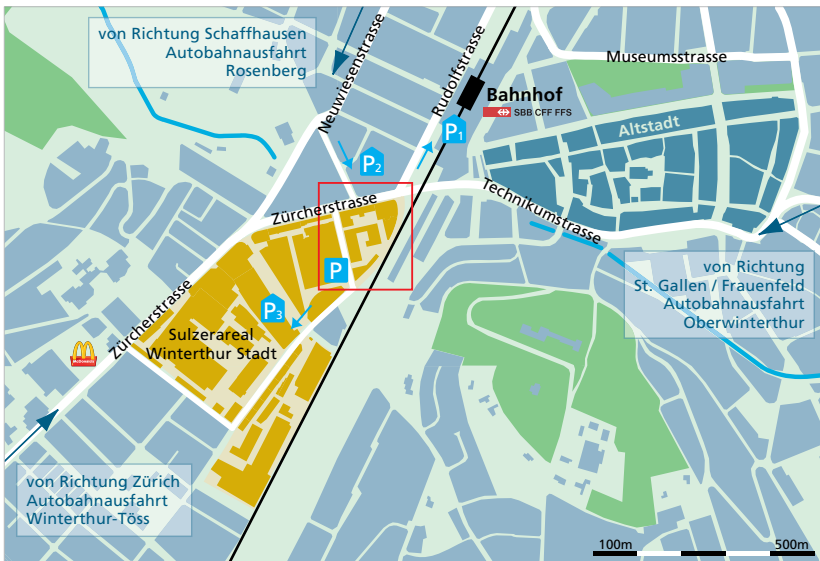 von Richtung Schaffhausen
Autobahnausfahrt
Rosenberg
Neuwiesenstrasse
Rudolfstrasse
Museumsstrasse
Bahnhof
SBB CFF FFS
Altstadt
P1
P2
Zürcherstrasse
Technikumstrasse
von Richtung
St. Gallen / Frauenfeld
Autobahnausfahrt
Oberwinterthur
P
P3
Zürcherstrasse
Sulzerareal
Winterthur Stadt
McDonald's
von Richtung Zürich
Autobahnausfahrt
Winterthur-Töss
100m
500m